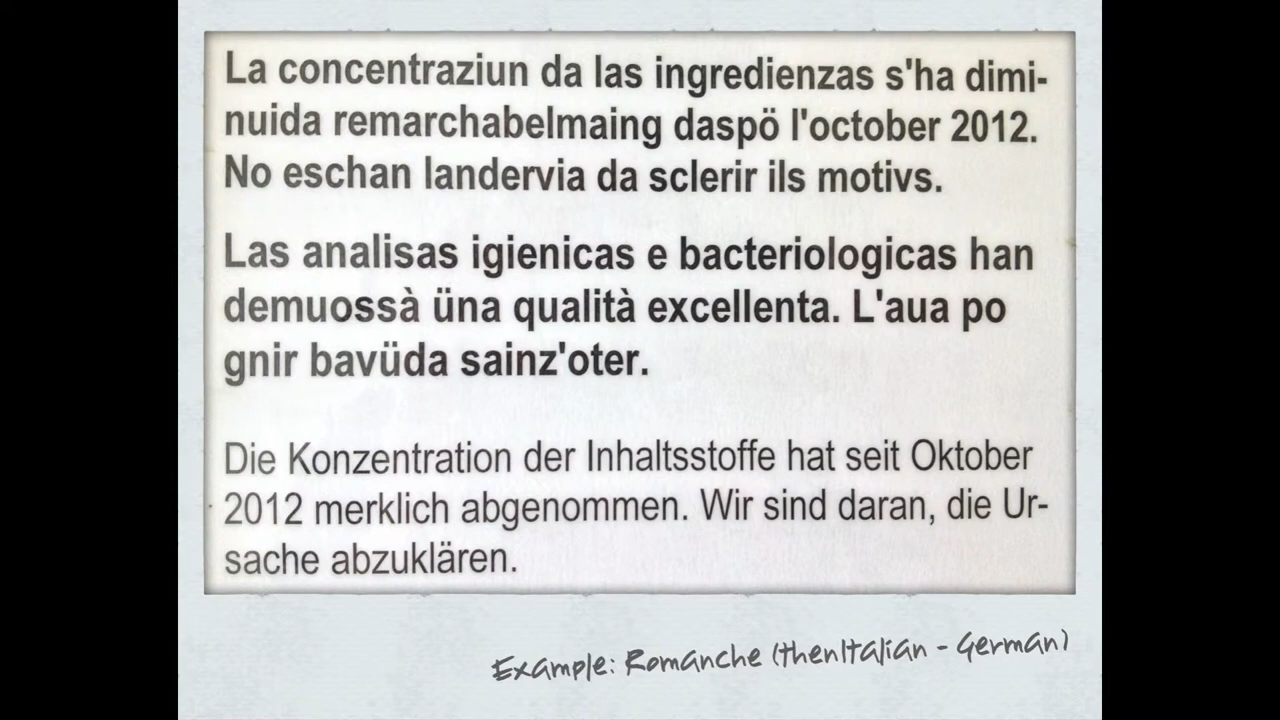 La concentraziun da las ingredienzas s'ha dimi-
nuida remarchabelmaing daspö l'october 2012.
No eschan landervia da sclerir ils motivs.
Las analisas igienicas e bacteriologicas han
demuossà üna qualità excellenta. L'aua po
gnir bavüda sainz'oter.
Die Konzentration der Inhaltsstoffe hat seit Oktober
2012 merklich abgenommen. Wir sind daran, die Ur-
sache abzuklären.
Example: Romanche (thenItalian - German)